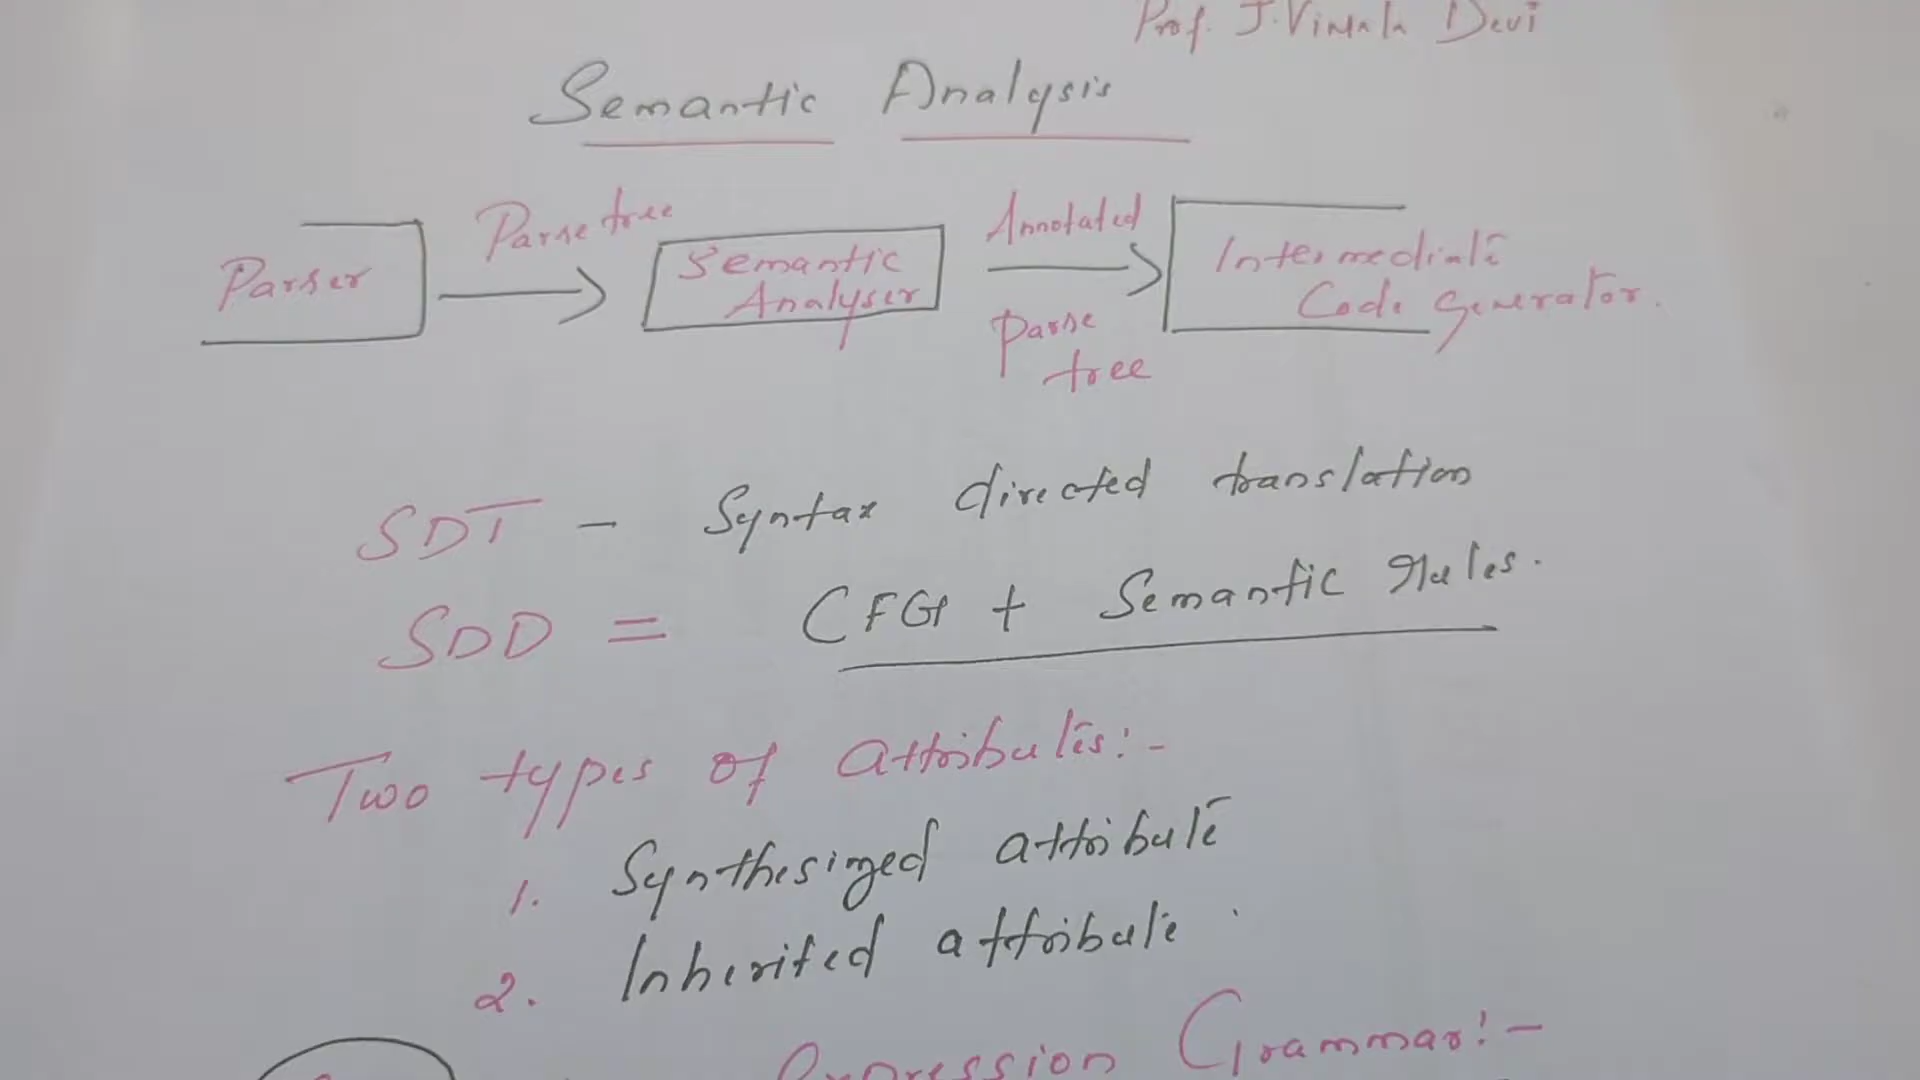 Prof. J. Vimala Devi
Semantic Analysis
Parser
Parse tree
Semantic
Analyser
Annotated
Parse
tree
Intermediate
Code Generator.
SDT - Syntax directed translation
SDD = CFG + Semantic rules.
Two types of attributes:-
1. Synthesized attribute
2. Inherited attribute
Expression Grammar:-